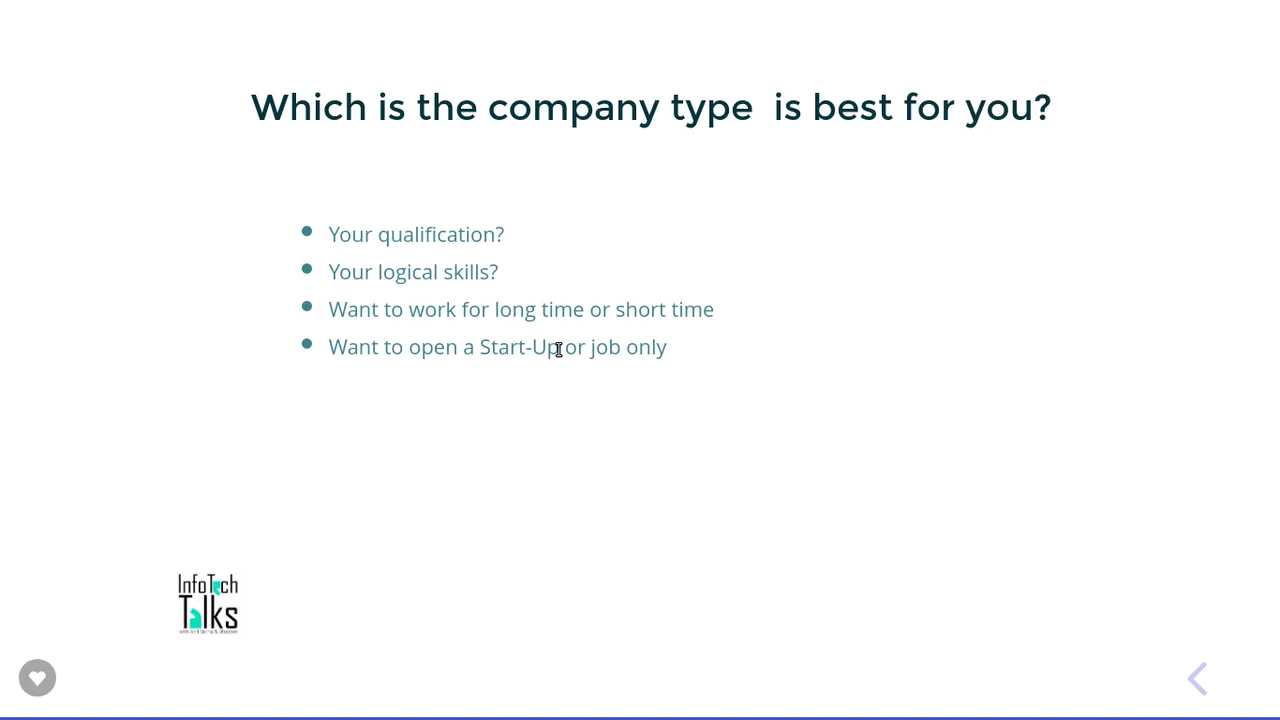 Which is the company type is best for you?
Your qualification?
Your logical skills?
Want to work for long time or short time
Want to open a Start-Up or job only
InfoTech
Talks